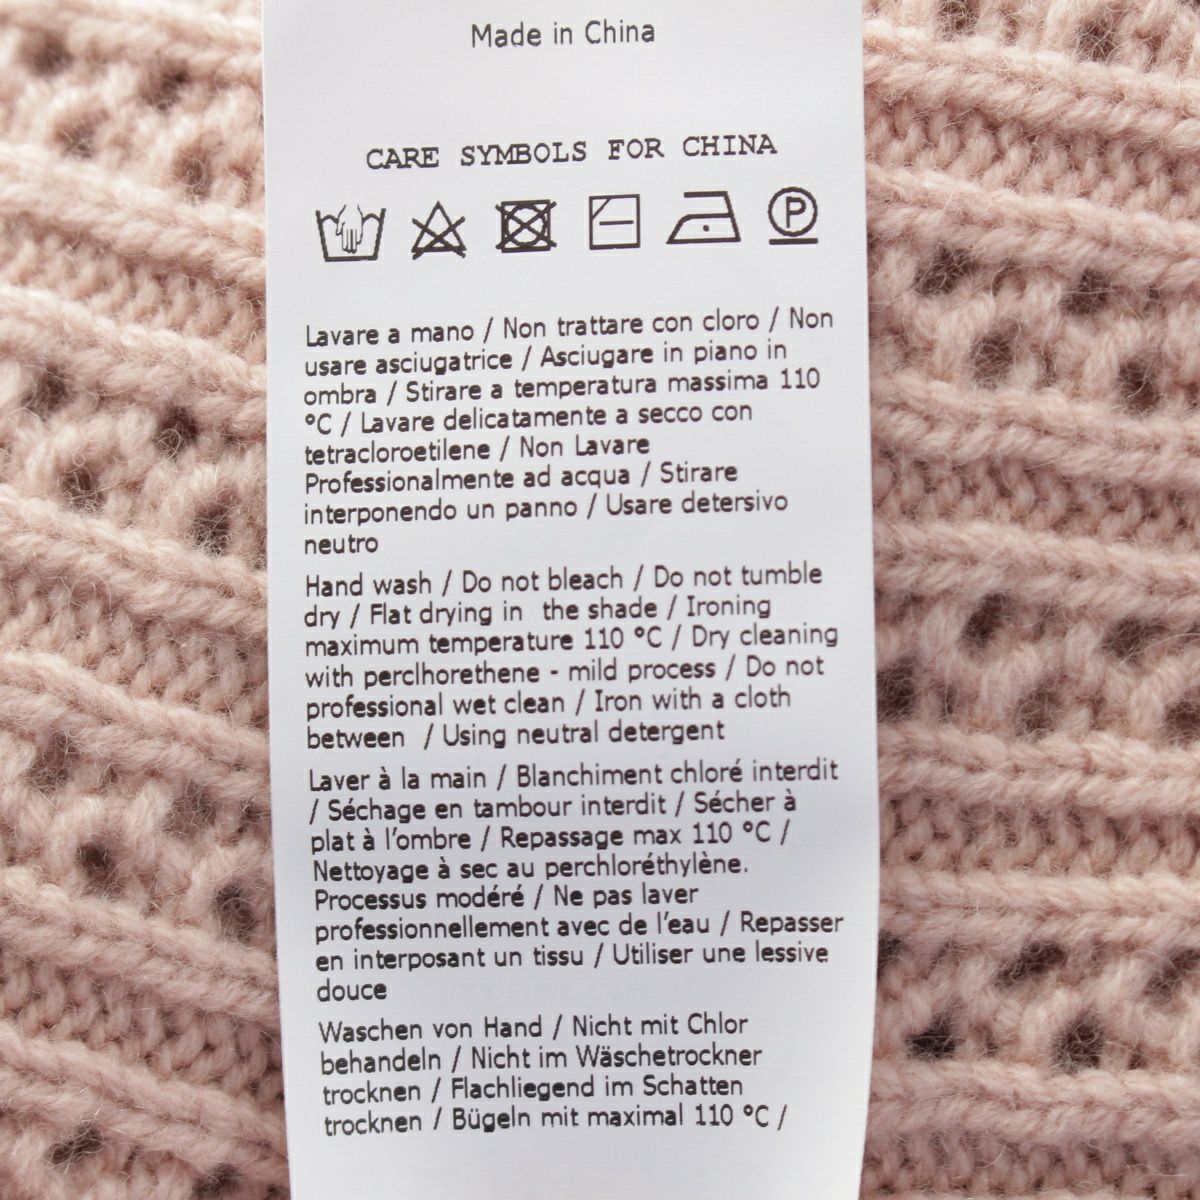 Made in China
CARE SYMBOLS FOR CHINA
P
Lavare a mano / Non trattare con cloro / Non
usare asciugatrice / Asciugare in piano in
ombra / Stirare a temperatura massima 110
°C / Lavare delicatamente a secco con
tetracloroetilene / Non Lavare
Professionalmente ad acqua / Stirare
interponendo un panno / Usare detersivo
neutro
Hand wash / Do not bleach / Do not tumble
dry / Flat drying in the shade / Ironing
maximum temperature 110 °C / Dry cleaning
with perclhorethene - mild process / Do not
professional wet clean / Iron with a cloth
between / Using neutral detergent
Laver à la main / Blanchiment chloré interdit
/ Séchage en tambour interdit / Sécher à
plat à l'ombre / Repassage max 110 °C /
Nettoyage à sec au perchloréthylène.
Processus modéré / Ne pas laver
professionnellement avec de l'eau / Repasser
en interposant un tissu / Utiliser une lessive
douce
Waschen von Hand / Nicht mit Chlor
behandeln / Nicht im Wäschetrockner
trocknen / Flachliegend im Schatten
trocknen / Bügeln mit maximal 110 °C /